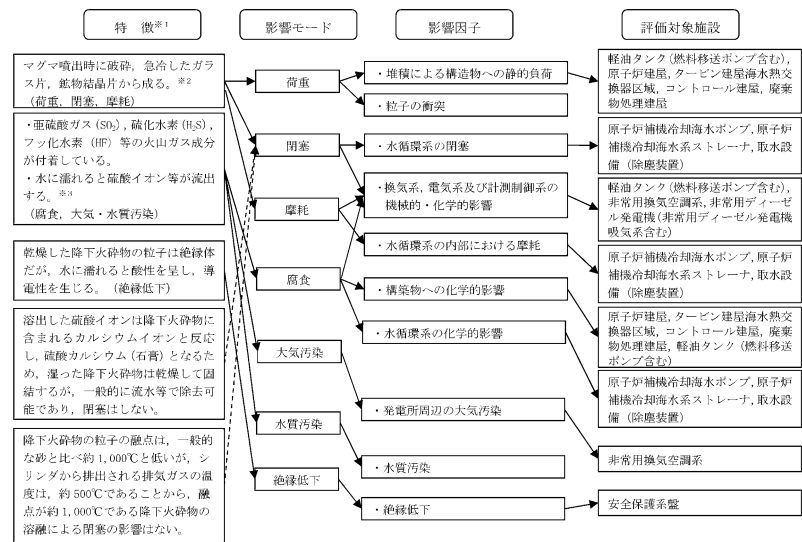 特 徴※1
影響モード
影響因子
評価対象施設
マグマ噴出時に破砕，急冷したガラ
ス片，鉱物結晶片から成る。※2
（荷重、閉塞、摩耗）
・亜硫酸ガス(SO₂)，硫化水素(H₂S)，
フッ化水素（HF）等の火山ガス成分
が付着している。
・水に濡れると硫酸イオン等が流出
する。※3
（腐食、大気・水質汚染）
乾燥した降下火砕物の粒子は絶縁体
だが，水に濡れると酸性を呈し，導
電性を生じる。（絶縁低下）
溶出した硫酸イオンは降下火砕物に
含まれるカルシウムイオンと反応
し，硫酸カルシウム(石膏)となるた
め，湿った降下火砕物は乾燥して固
結するが，一般的に流水等で除去可
能であり，閉塞はしない。
降下火砕物の粒子の融点は，一般的
な砂と比べ約1,000℃と低いが，シ
リンダから排出される排気ガスの温
度は，約500℃であることから，融
点が約1,000℃である降下火砕物の
溶融による閉塞の影響はない。
荷重
閉塞
摩耗
腐食
大気汚染
水質汚染
絶縁低下
・堆積による構造物への静的負荷
・粒子の衝突
・水循環系の閉塞
・換気系，電気系及び計測制御系の
機械的・化学的影響
・水循環系の内部における摩耗
・構築物への化学的影響
・水循環系の化学的影響
・発電所周辺の大気汚染
・水質汚染
・絶縁低下
軽油タンク(燃料移送ポンプ含む)，
原子炉建屋，タービン建屋海水熱交
換器区域，コントロール建屋，廃棄
物処理建屋
原子炉補機冷却海水ポンプ，原子炉
補機冷却海水系ストレーナ，取水設
備（除塵装置）
軽油タンク(燃料移送ポンプ含む)，
非常用換気空調系，非常用ディーゼ
ル発電機(非常用ディーゼル発電機
吸気系含む)
原子炉補機冷却海水ポンプ，原子炉
補機冷却海水系ストレーナ，取水設
備（除塵装置）
原子炉建屋，タービン建屋海水熱交
換器区域，コントロール建屋，廃棄
物処理建屋，軽油タンク（燃料移送
ポンプ含む）
原子炉補機冷却海水ポンプ，原子炉
補機冷却海水系ストレーナ，取水設
備（除塵装置）
非常用換気空調系
安全保護系盤